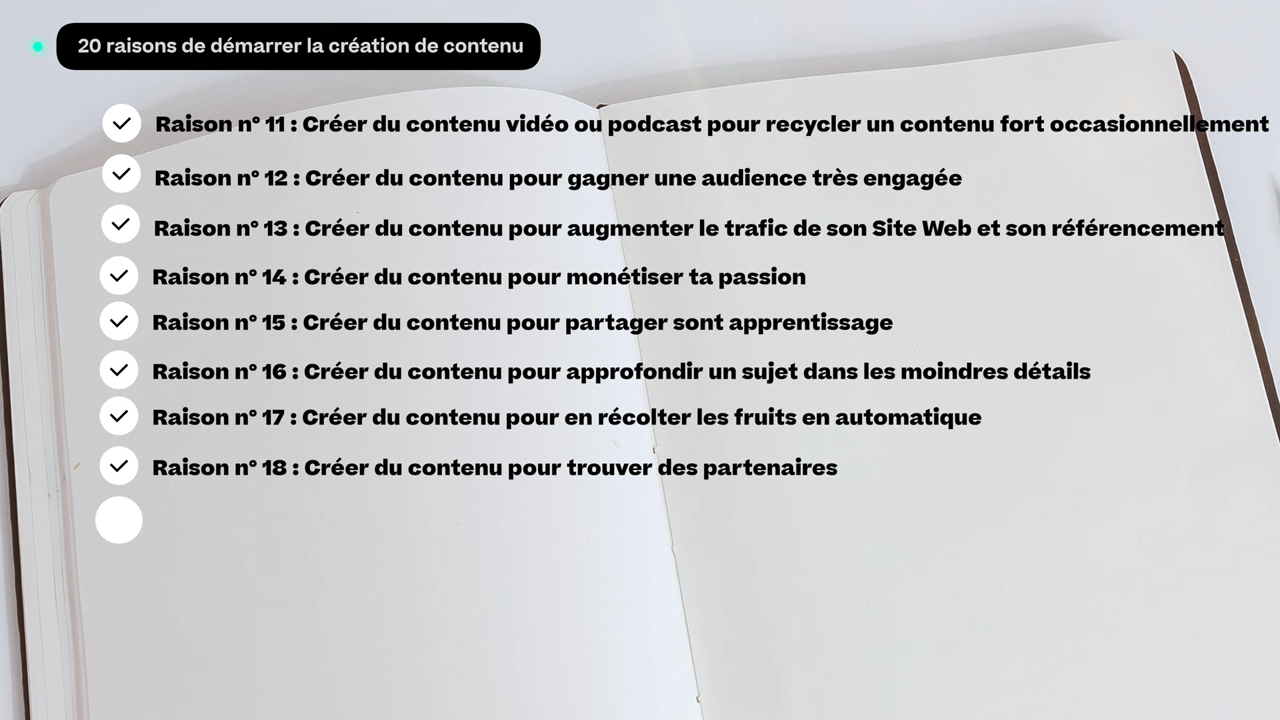 20 raisons de démarrer la création de contenu
Raison n° 11 : Créer du contenu vidéo ou podcast pour recycler un contenu fort occasionnellement
Raison n° 12 : Créer du contenu pour gagner une audience très engagée
Raison n° 13 : Créer du contenu pour augmenter le trafic de son Site Web et son référencement
Raison n° 14 : Créer du contenu pour monétiser ta passion
Raison n° 15 : Créer du contenu pour partager sont apprentissage
Raison n° 16 : Créer du contenu pour approfondir un sujet dans les moindres détails
Raison n° 17 : Créer du contenu pour en récolter les fruits en automatique
Raison n° 18 : Créer du contenu pour trouver des partenaires